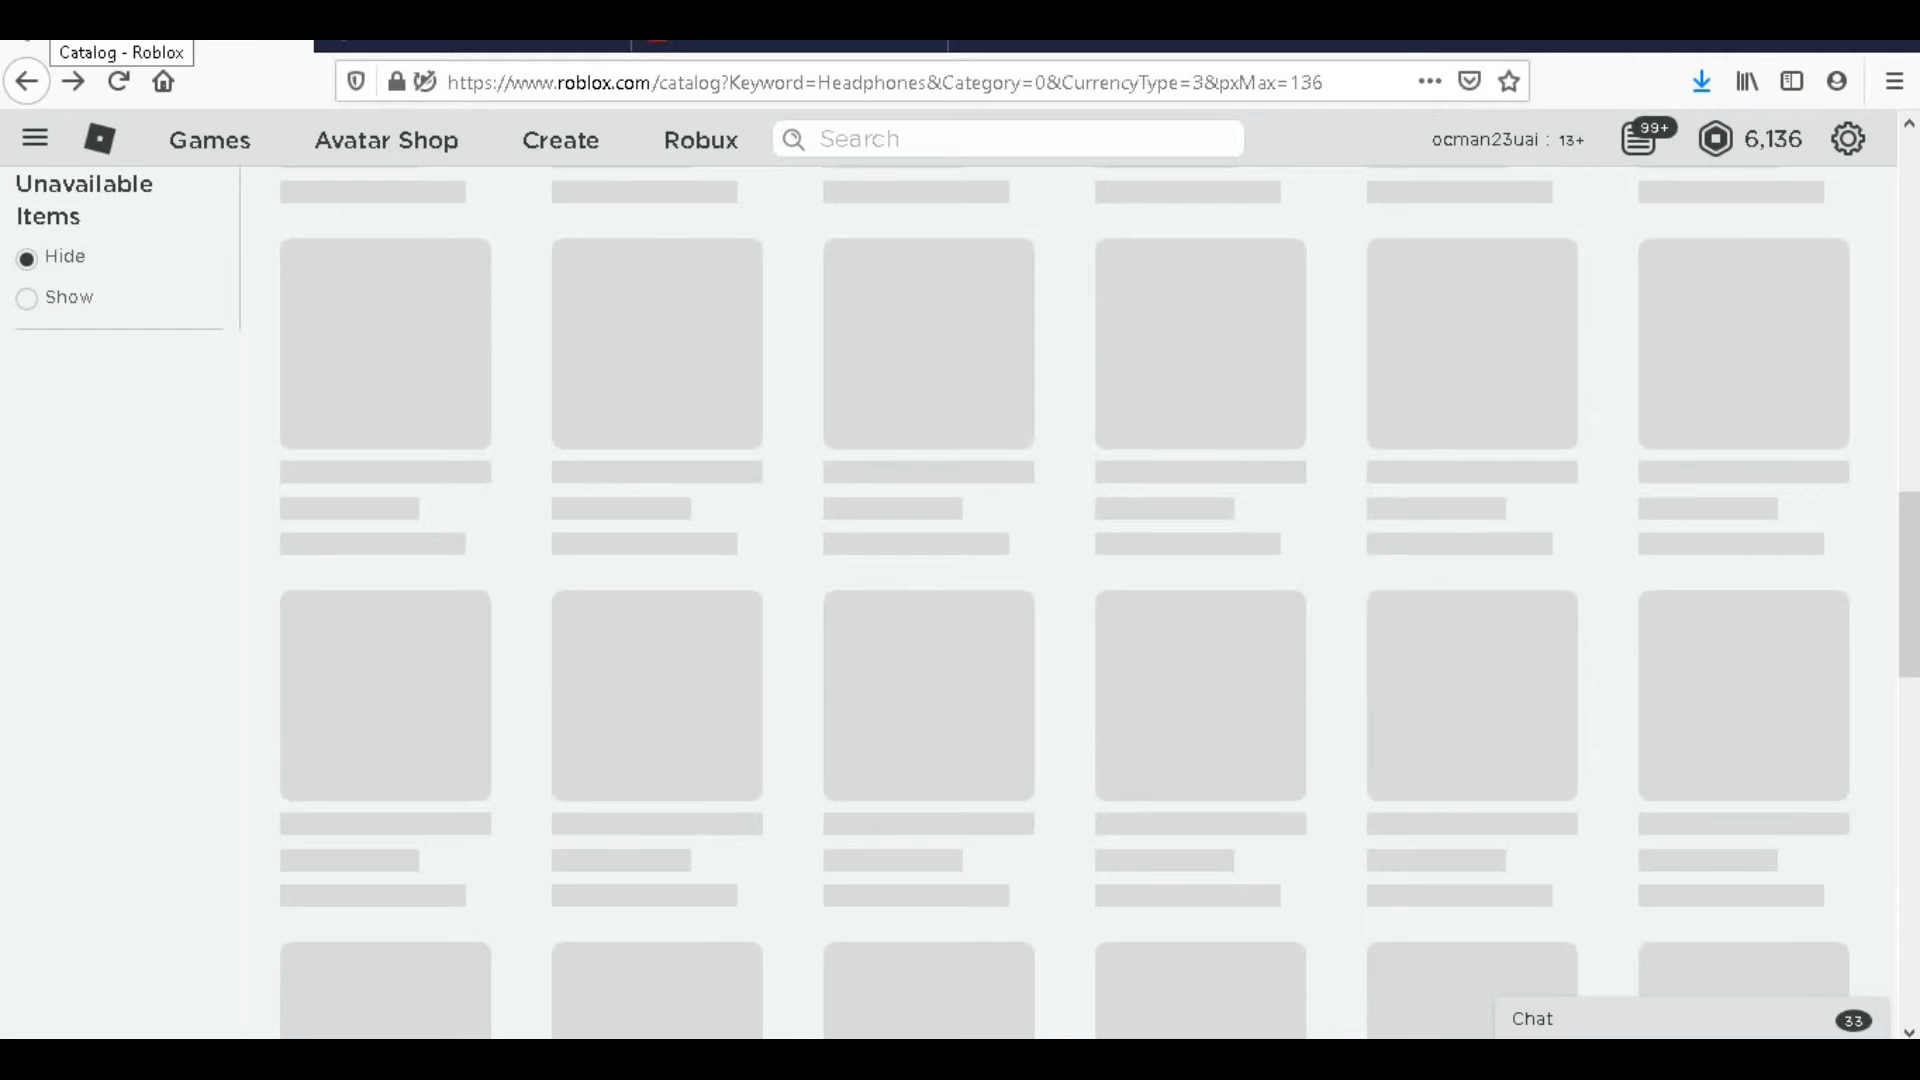 Catalog - Roblox
https://www.roblox.com/catalog?Keyword=Headphones&Category=0&CurrencyType=3&pxMax=136
Games
Avatar Shop
Create
Robux
Search
ocman23uai : 13+
99+
6,136
Unavailable
Items
Hide
Show
Chat
33